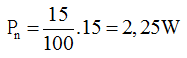 Pₙ = 15/100 .15 = 2,25W